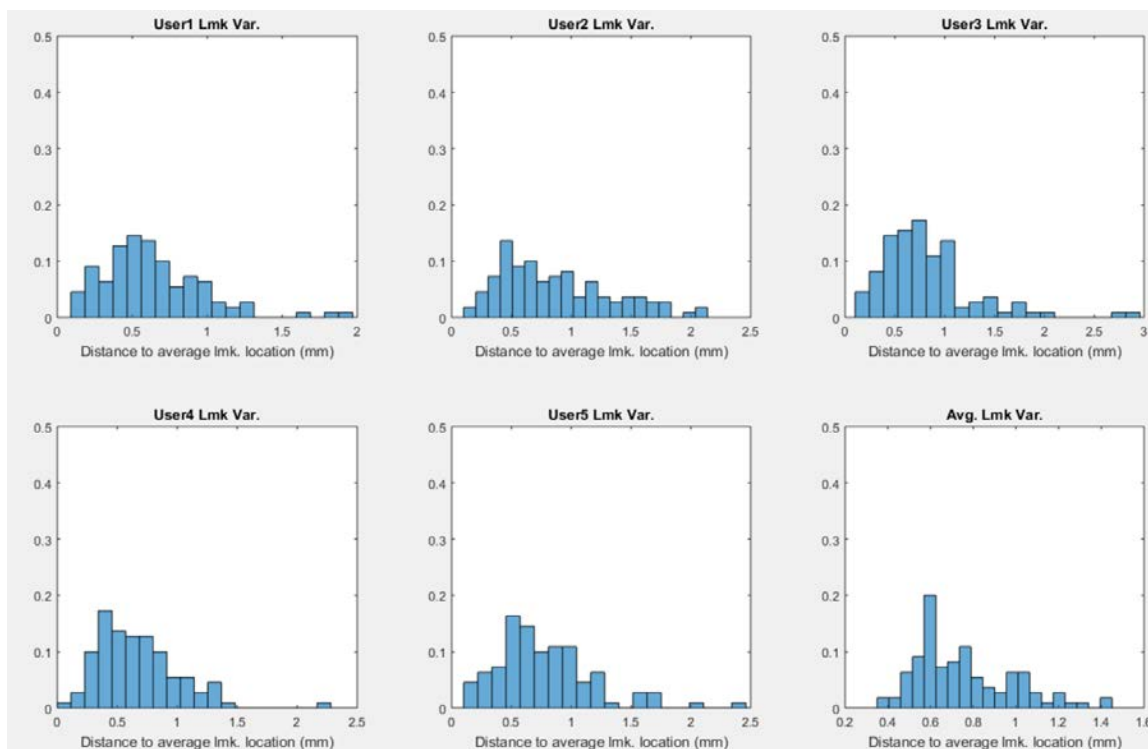 User1 Lmk Var.
User2 Lmk Var.
User3 Lmk Var.
0.5
0.4
0.3
0.2
0.1
0
0 0.5 1 1.5 2
Distance to average lmk. location (mm)
0.5
0.4
0.3
0.2
0.1
0
0 0.5 1 1.5 2 2.5
Distance to average lmk. location (mm)
0.5
0.4
0.3
0.2
0.1
0
0 0.5 1 1.5 2 2.5 3
Distance to average lmk. location (mm)
User4 Lmk Var.
User5 Lmk Var.
Avg. Lmk Var.
0.5
0.4
0.3
0.2
0.1
0
0 0.5 1 1.5 2 2.5
Distance to average lmk. location (mm)
0.5
0.4
0.3
0.2
0.1
0
0 0.5 1 1.5 2 2.5
Distance to average lmk. location (mm)
0.5
0.4
0.3
0.2
0.1
0
0.2 0.4 0.6 0.8 1 1.2 1.4 1.6
Distance to average lmk. location (mm)